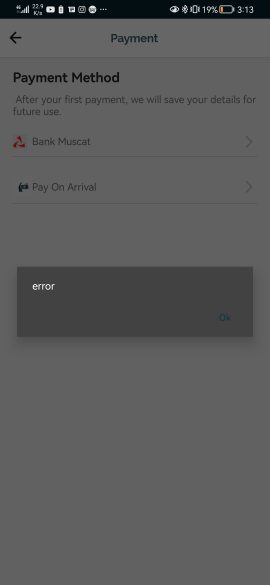 22.9
K/s
19%
3:13
Payment
Payment Method
After your first payment, we will save your details for
future use.
Bank Muscat
Pay On Arrival
error
Ok